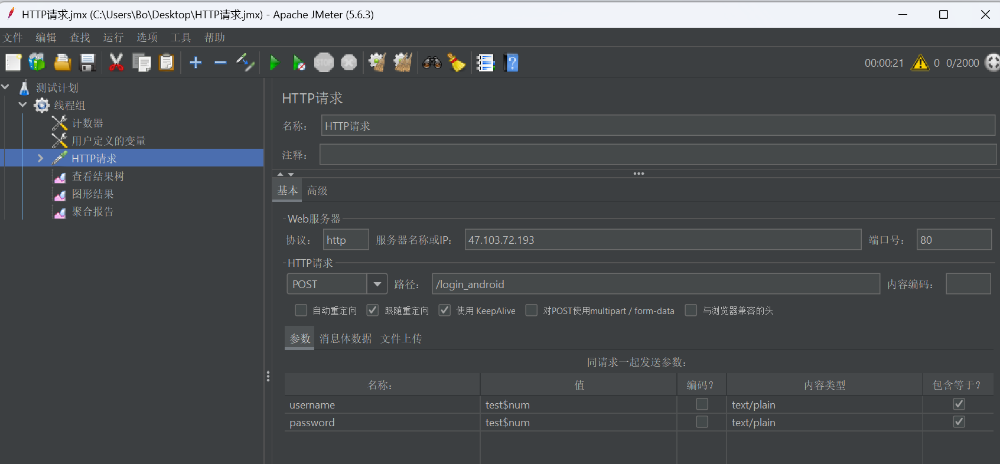 HTTP请求.jmx (C:\Users\Bo\Desktop\HTTP请求.jmx) - Apache JMeter (5.6.3)
文件 编辑 查找 运行 选项 工具 帮助
STOP
00:00:21 0 0/2000
测试计划
线程组
计数器
用户定义的变量
HTTP请求
查看结果树
图形结果
聚合报告
HTTP请求
名称： HTTP请求
注释：
基本 高级
Web服务器
协议： http 服务器名称或IP： 47.103.72.193 端口号： 80
HTTP请求
POST 路径： /login_android 内容编码：
自动重定向 跟随重定向 使用 KeepAlive 对POST使用multipart / form-data 与浏览器兼容的头
参数 消息体数据 文件上传
同请求一起发送参数：
名称： 值 编码？ 内容类型 包含等于？
username test$num text/plain
password test$num text/plain